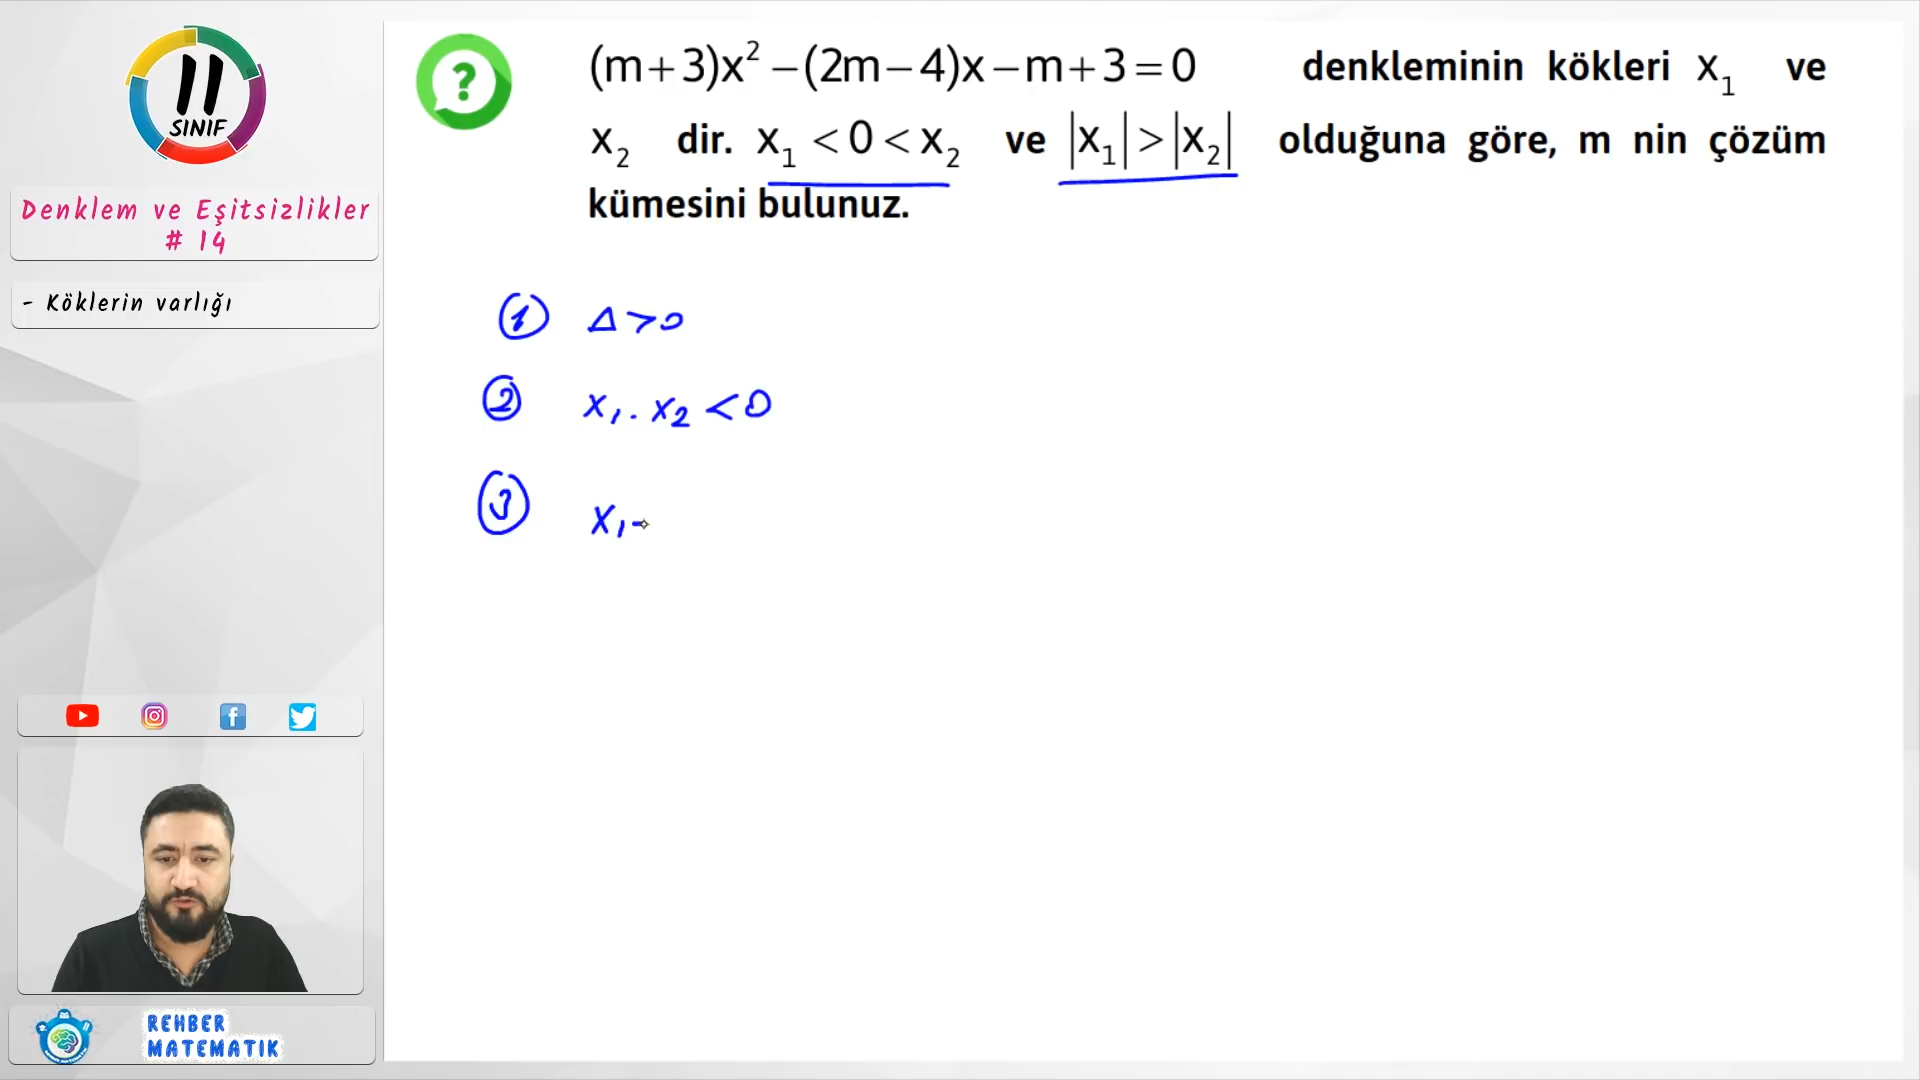 11
SINIF
Denklem ve Eşitsizlikler
# 14
- Köklerin varlığı
REHBER
MATEMATIK
?
(m+3)x² −(2m−4)x−m+3=0 denkleminin kökleri x₁ ve
x₂ dir. x₁ <0<x₂ ve |x₁|>|x₂| olduğuna göre, m nin çözüm
kümesini bulunuz.
① Δ>0
② x₁.x₂ <0
③ x₁-